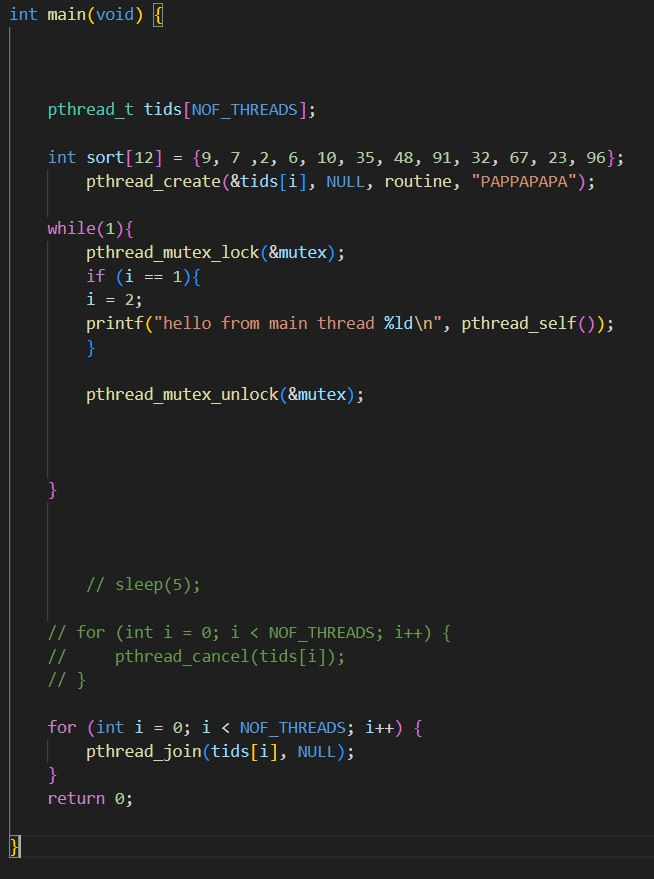 int main(void) {
pthread_t tids[NOF_THREADS];
int sort[12] = {9, 7 ,2, 6, 10, 35, 48, 91, 32, 67, 23, 96};
pthread_create(&tids[i], NULL, routine, "PAPPAPAPA");
while(1){
pthread_mutex_lock(&mutex);
if (i == 1){
i = 2;
printf("hello from main thread %ld\n", pthread_self());
}
pthread_mutex_unlock(&mutex);
}
// sleep(5);
// for (int i = 0; i < NOF_THREADS; i++) {
//     pthread_cancel(tids[i]);
// }
for (int i = 0; i < NOF_THREADS; i++) {
pthread_join(tids[i], NULL);
}
return 0;
}